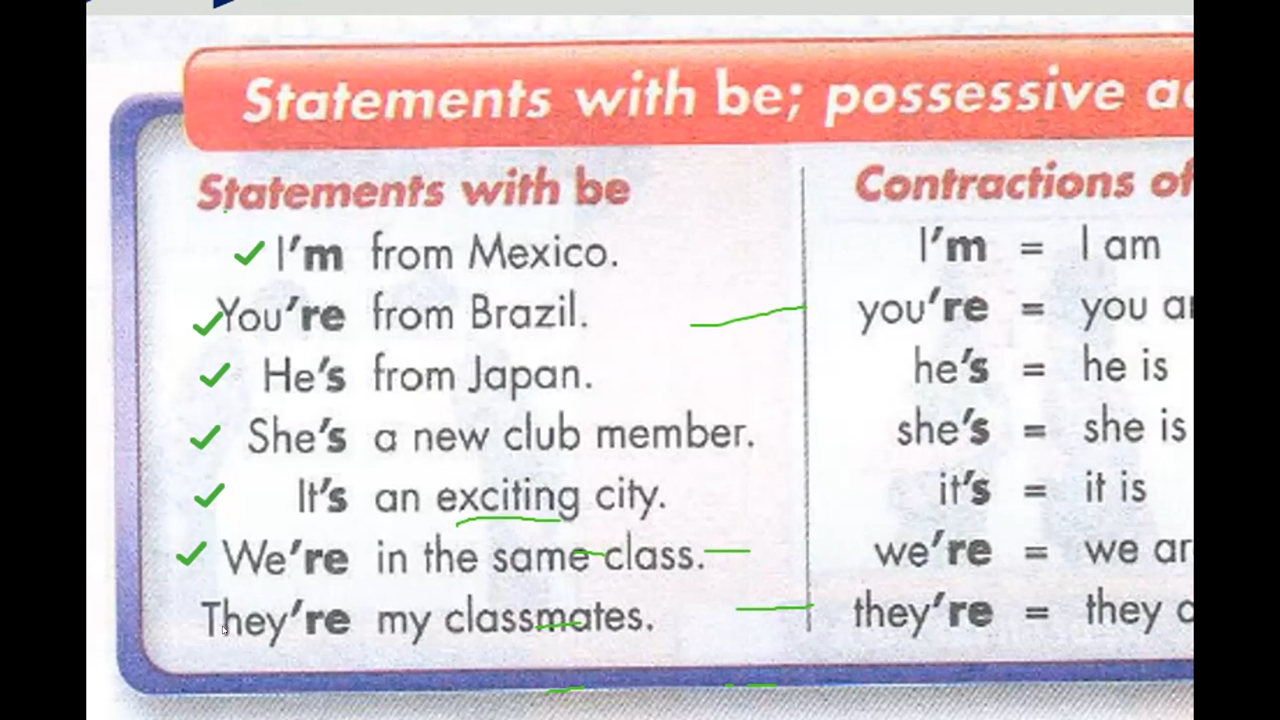 Statements with be; possessive
Statements with be
I'm from Mexico.
You're from Brazil.
He's from Japan.
She's a new club member.
It's an exciting city.
We're in the same class.
They're my classmates.
Contractions of
I'm = I am
you're = you
he's = he is
she's = she is
it's = it is
we're = we
they're = they